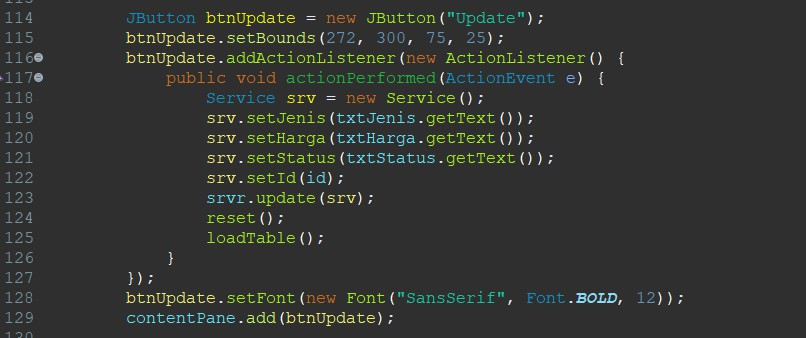 114 JButton btnUpdate = new JButton("Update");
115 btnUpdate.setBounds(272, 300, 75, 25);
116 btnUpdate.addActionListener(new ActionListener() {
117 public void actionPerformed(ActionEvent e) {
118 Service srv = new Service();
119 srv.setJenis(txtJenis.getText());
120 srv.setHarga(txtHarga.getText());
121 srv.setStatus(txtStatus.getText());
122 srv.setId(id);
123 srvr.update(srv);
124 reset();
125 loadTable();
126 }
127 });
128 btnUpdate.setFont(new Font("SansSerif", Font.BOLD, 12));
129 contentPane.add(btnUpdate);